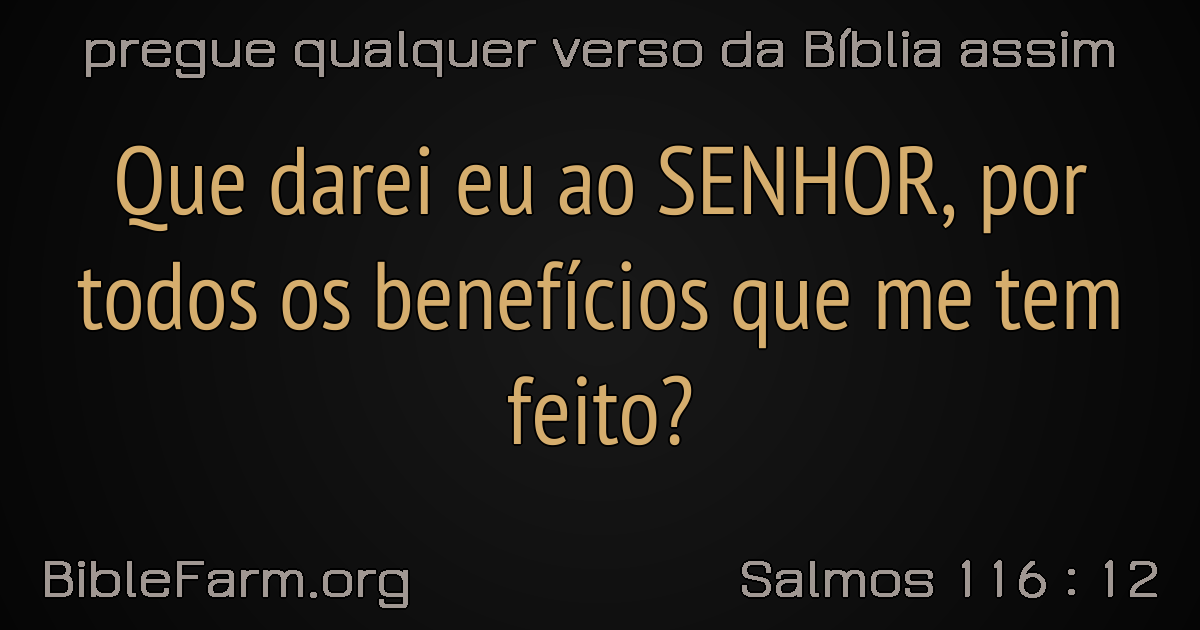 pregue qualquer verso da Bíblia assim
Que darei eu ao SENHOR, por
todos os benefícios que me tem
feito?
BibleFarm.org
Salmos 116 : 12